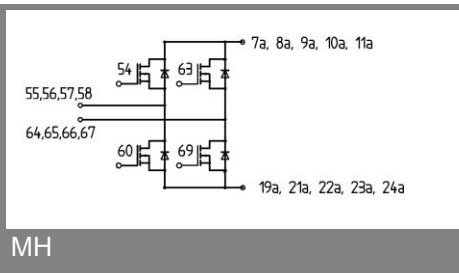 7a, 8a, 9a, 10a, 11a
54 63
55,56,57,58
64,65,66,67
60 69
19a, 21a, 22a, 23a, 24a
MH